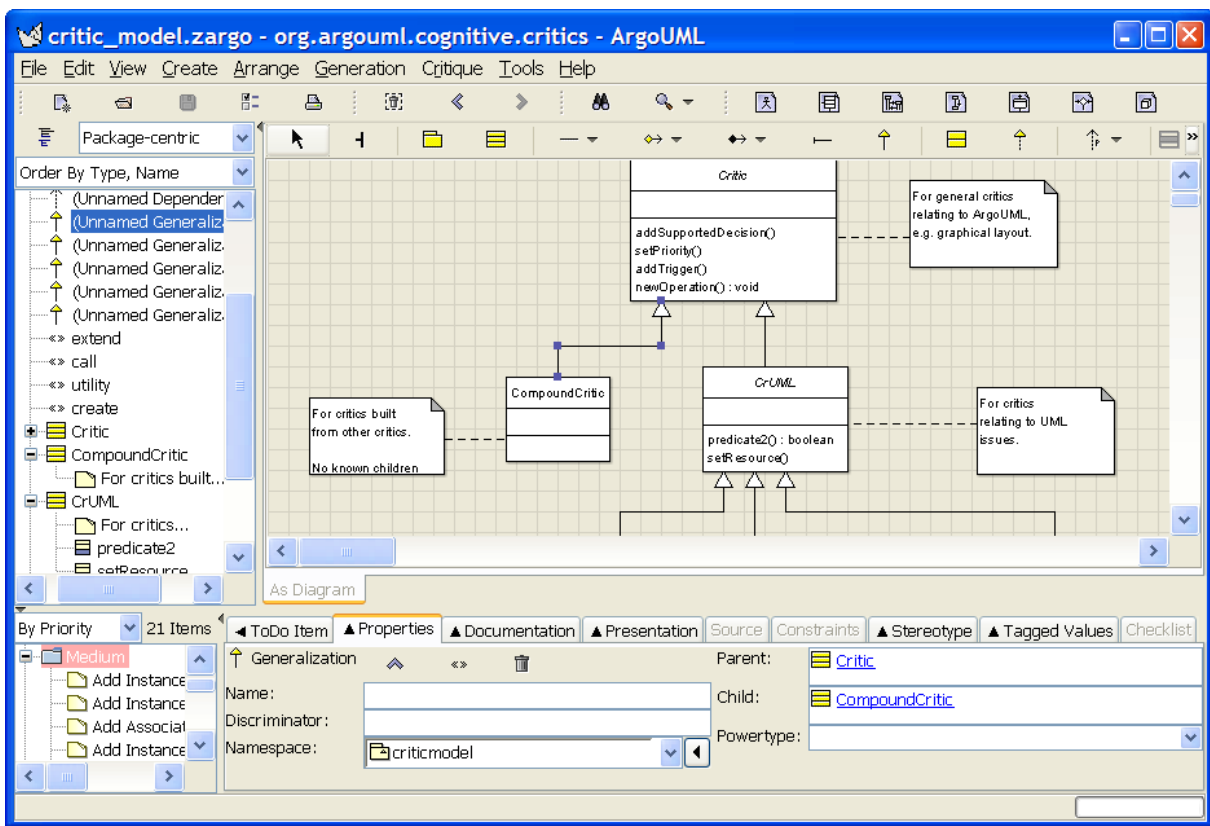 critic_model.zargo - org.argouml.cognitive.critics - ArgoUML
File Edit View Create Arrange Generation Critique Tools Help
Package-centric
Order By Type, Name
(Unnamed Depender
(Unnamed Generaliza
(Unnamed Generaliz
(Unnamed Generaliz
(Unnamed Generaliz
(Unnamed Generaliz
«» extend
«» call
«» utility
«» create
Critic
CompoundCritic
For critics built...
CrUML
For critics...
predicate2
setResource
Critic
addSupportedDecision()
setPriority()
addTrigger()
newOperation() : void
For general critics
relating to ArgoUML,
e.g. graphical layout.
CompoundCritic
CrUML
predicate2() : boolean
setResource()
For critics built
from other critics.
No known children
For critics
relating to UML
issues.
As Diagram
By Priority 21 Items
Medium
Add Instance
Add Instance
Add Associat
Add Instance
ToDo Item Properties Documentation Presentation Source Constraints Stereotype Tagged Values Checklist
Generalization «»
Name:
Discriminator:
Namespace: criticmodel
Parent: Critic
Child: CompoundCritic
Powertype: